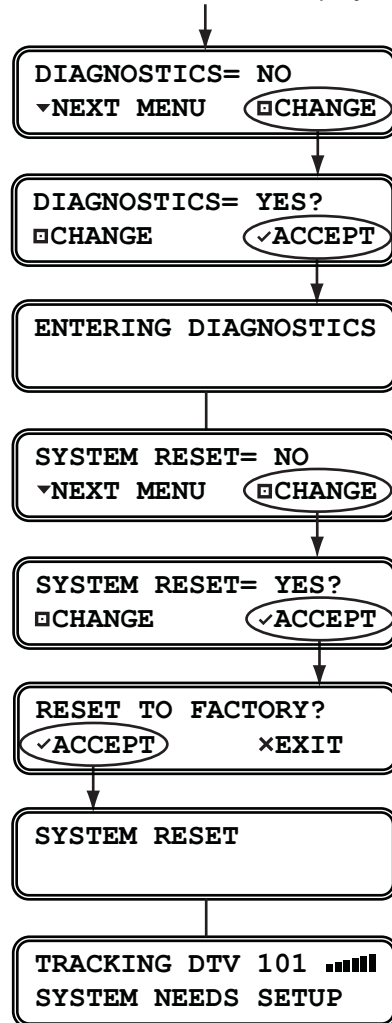 DIAGNOSTICS= NO
▾NEXT MENU ⊡CHANGE
DIAGNOSTICS= YES?
⊡CHANGE ✓ACCEPT
ENTERING DIAGNOSTICS
SYSTEM RESET= NO
▾NEXT MENU ⊡CHANGE
SYSTEM RESET= YES?
⊡CHANGE ✓ACCEPT
RESET TO FACTORY?
✓ACCEPT ×EXIT
SYSTEM RESET
TRACKING DTV 101
SYSTEM NEEDS SETUP